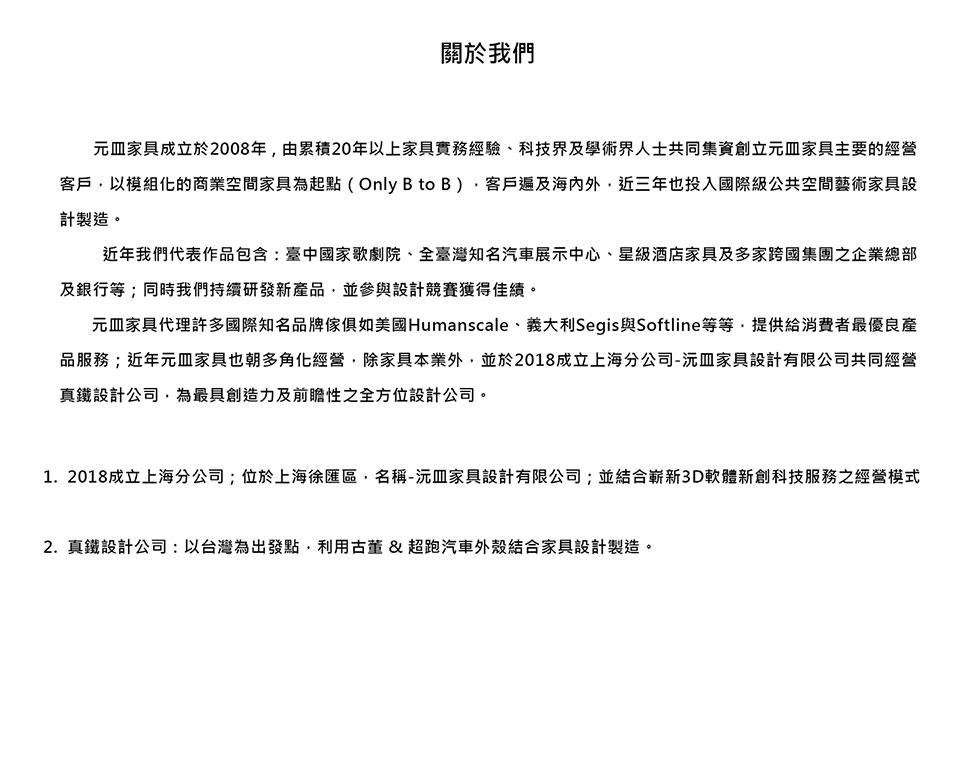 關於我們
元皿家具成立於2008年，由累積20年以上家具實務經驗、科技界及學術界人士共同集資創立元皿家具主要的經營
客戶，以模組化的商業空間家具為起點（Only B to B），客戶遍及海內外，近三年也投入國際級公共空間藝術家具設
計製造。
近年我們代表作品包含：臺中國家歌劇院、全臺灣知名汽車展示中心、星級酒店家具及多家跨國集團之企業總部
及銀行等；同時我們持續研發新產品，並參與設計競賽獲得佳績。
元皿家具代理許多國際知名品牌傢俱如美國Humanscale、義大利Segis與Softline等等，提供給消費者最優良產
品服務；近年元皿家具也朝多角化經營，除家具本業外，並於2018成立上海分公司-沅皿家具設計有限公司共同經營
真鐵設計公司，為最具創造力及前瞻性之全方位設計公司。
1. 2018成立上海分公司；位於上海徐匯區，名稱-沅皿家具設計有限公司；並結合嶄新3D軟體新創科技服務之經營模式
2. 真鐵設計公司：以台灣為出發點，利用古董 & 超跑汽車外殼結合家具設計製造。